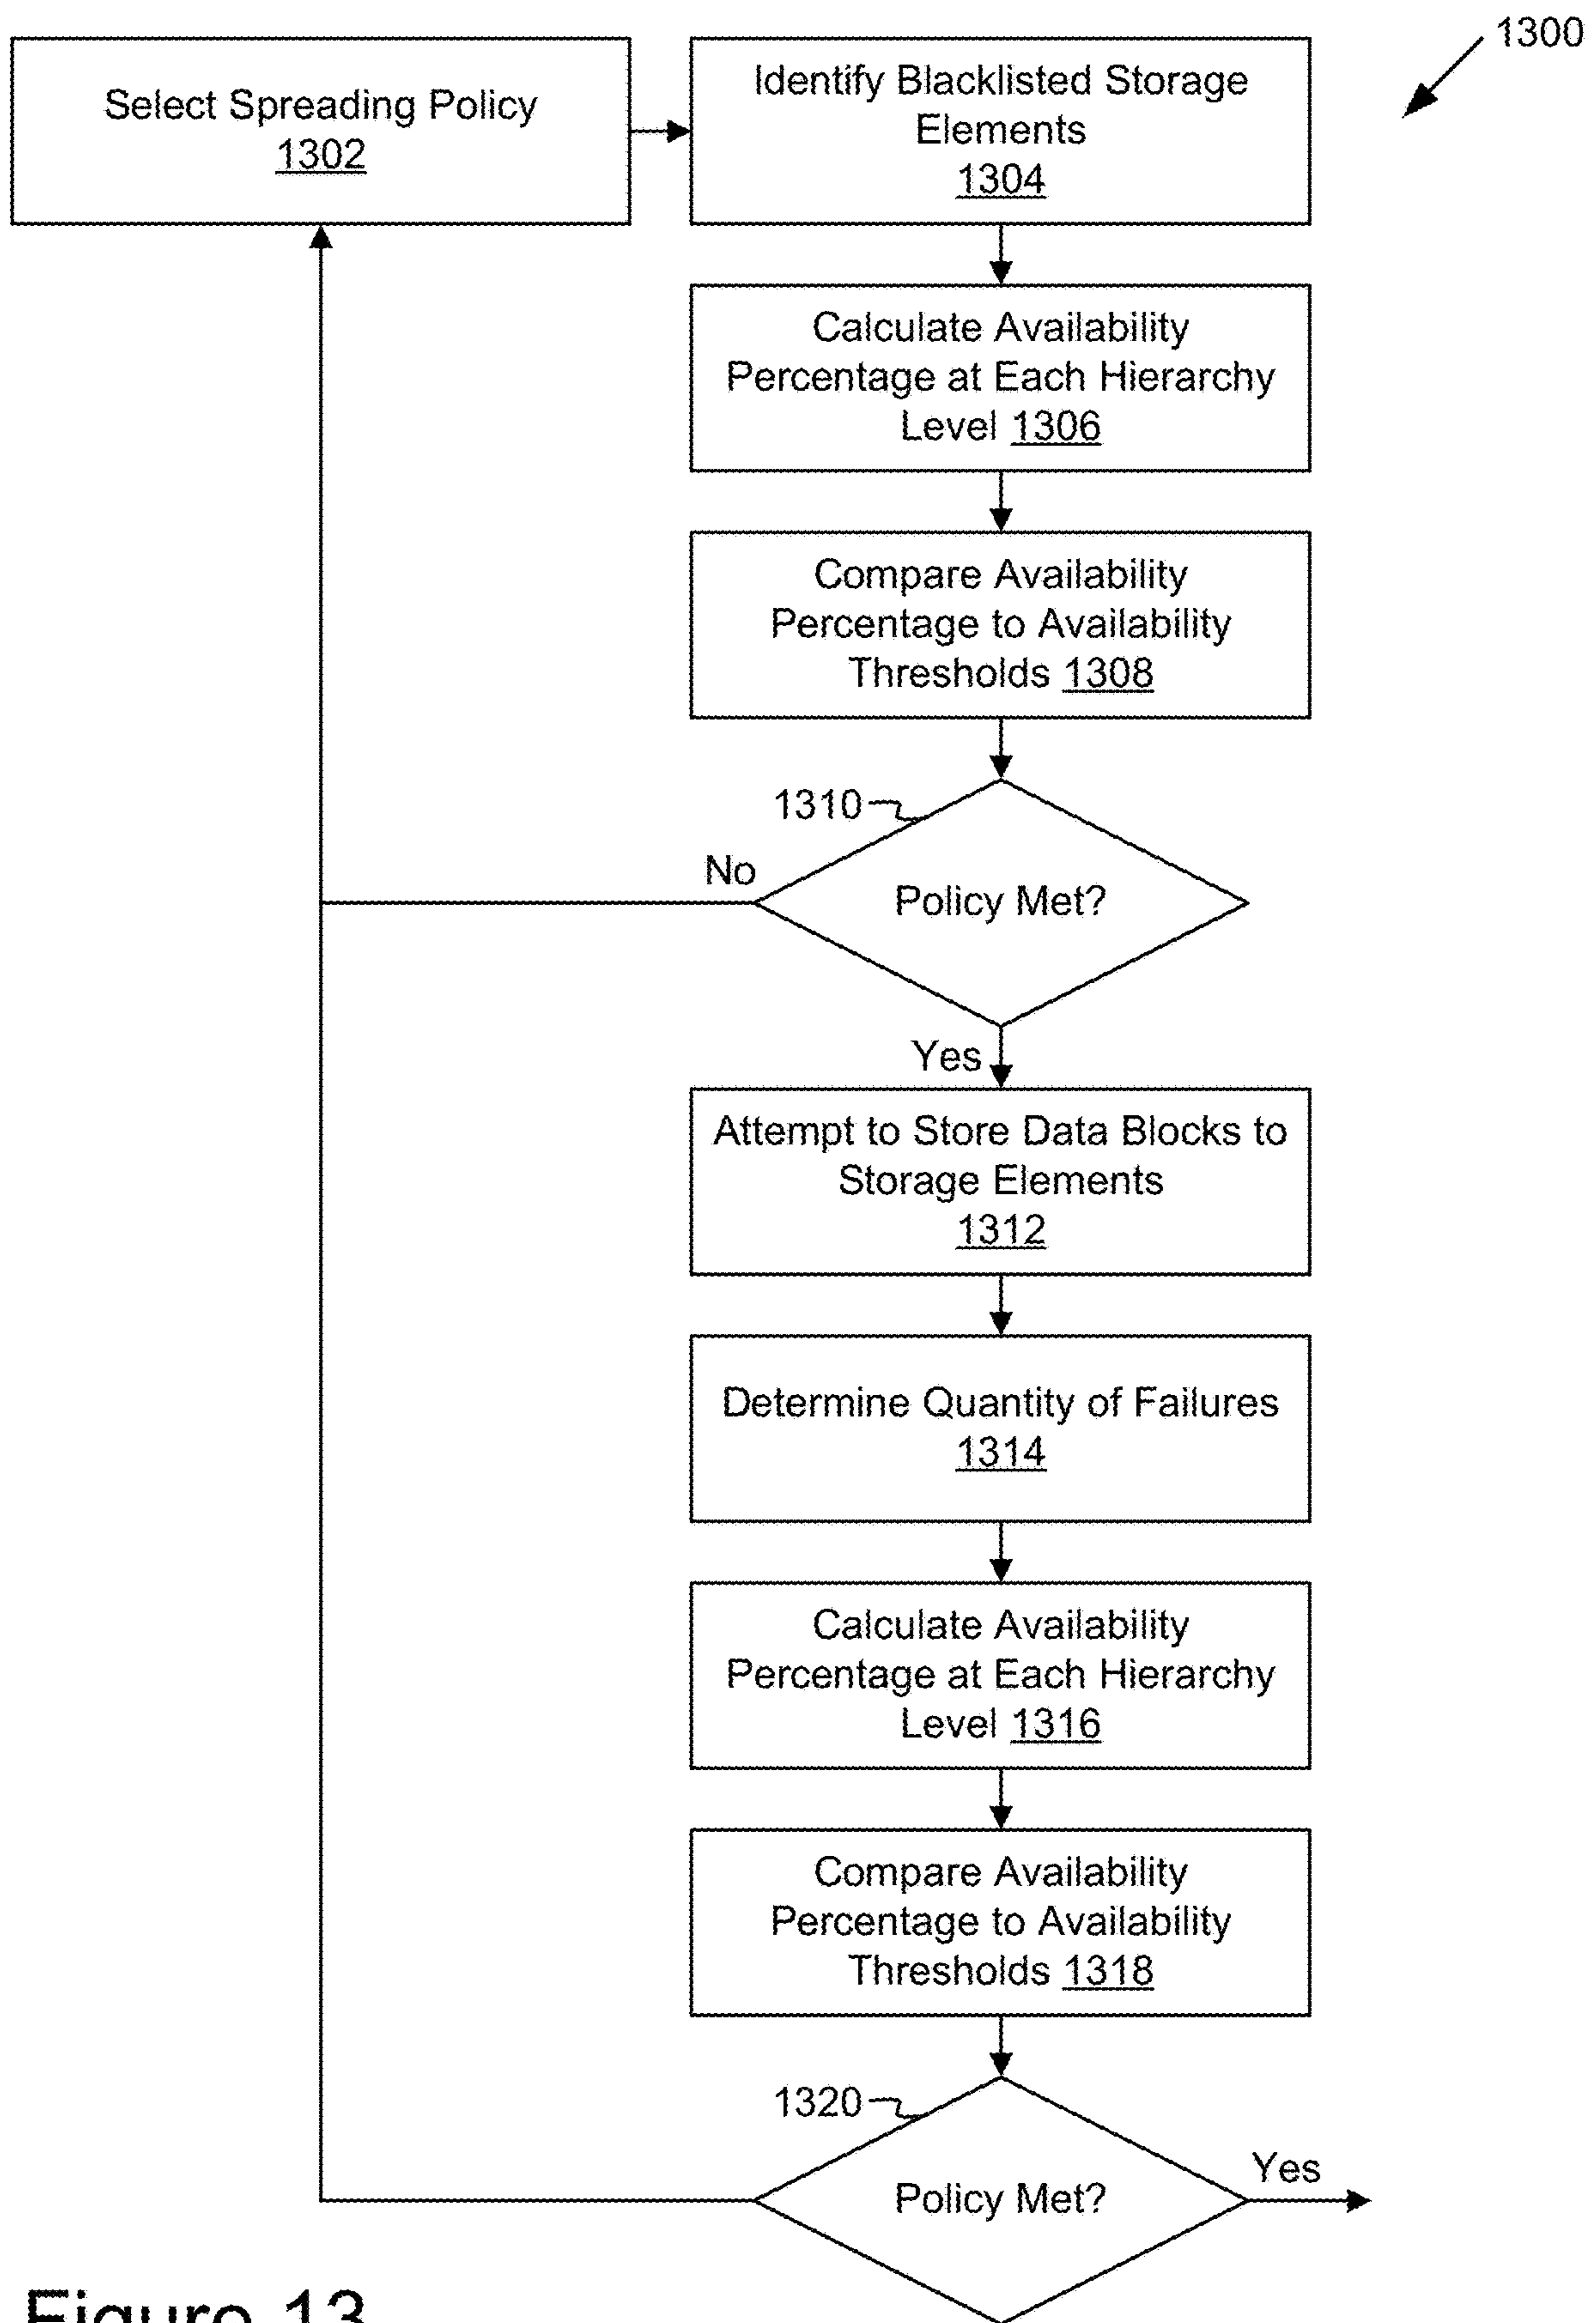 1300
Select Spreading Policy
1302
Identify Blacklisted Storage
Elements
1304
Calculate Availability
Percentage at Each Hierarchy
Level 1306
Compare Availability
Percentage to Availability
Thresholds 1308
1310
No
Policy Met?
Yes
Attempt to Store Data Blocks to
Storage Elements
1312
Determine Quantity of Failures
1314
Calculate Availability
Percentage at Each Hierarchy
Level 1316
Compare Availability
Percentage to Availability
Thresholds 1318
1320
Yes
Policy Met?
Figure 13